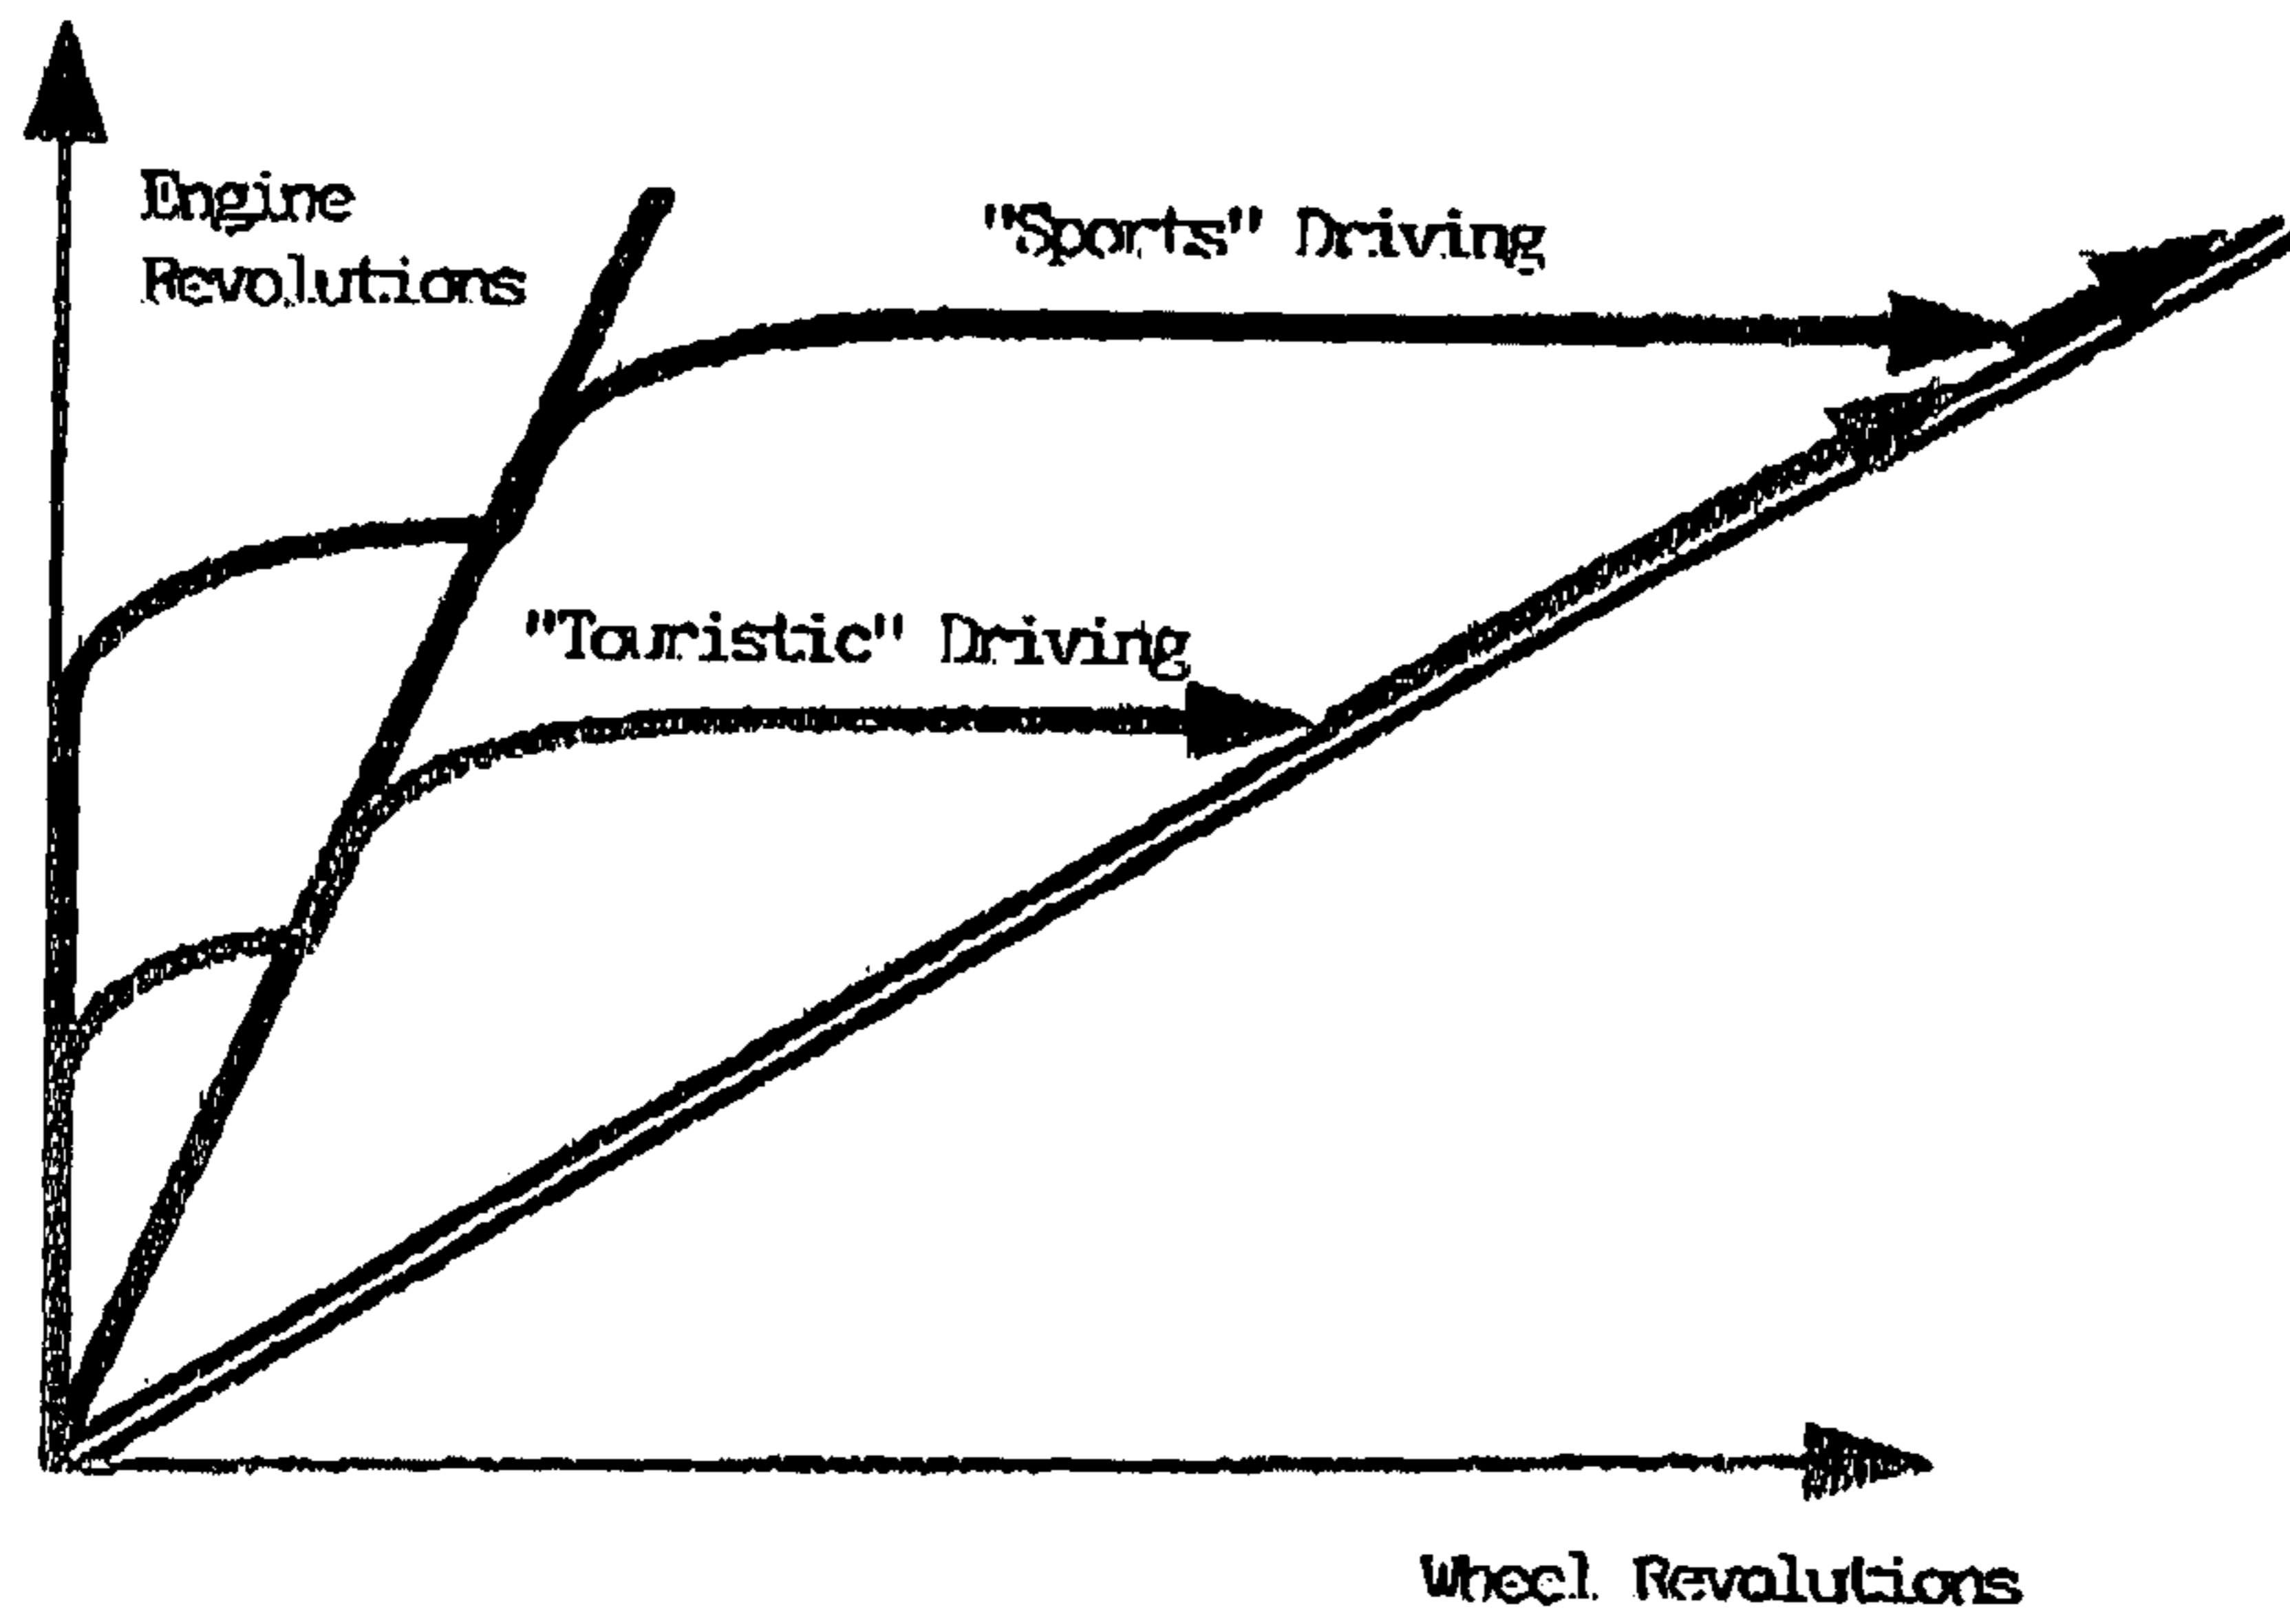 Engine
Revolutions
"Sports" Driving
"Touristic" Driving
Wheel Revolutions